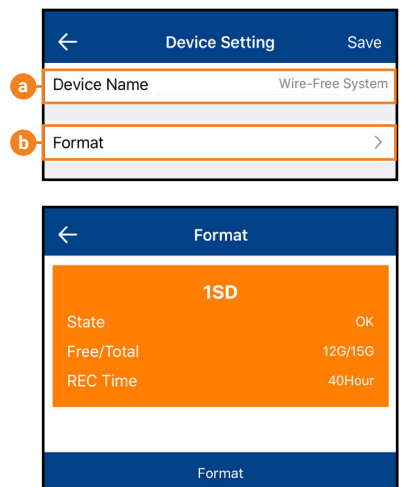 Device Setting Save
a Device Name Wire-Free System
b Format
Format
1SD
State OK
Free/Total 12G/15G
REC Time 40Hour
Format